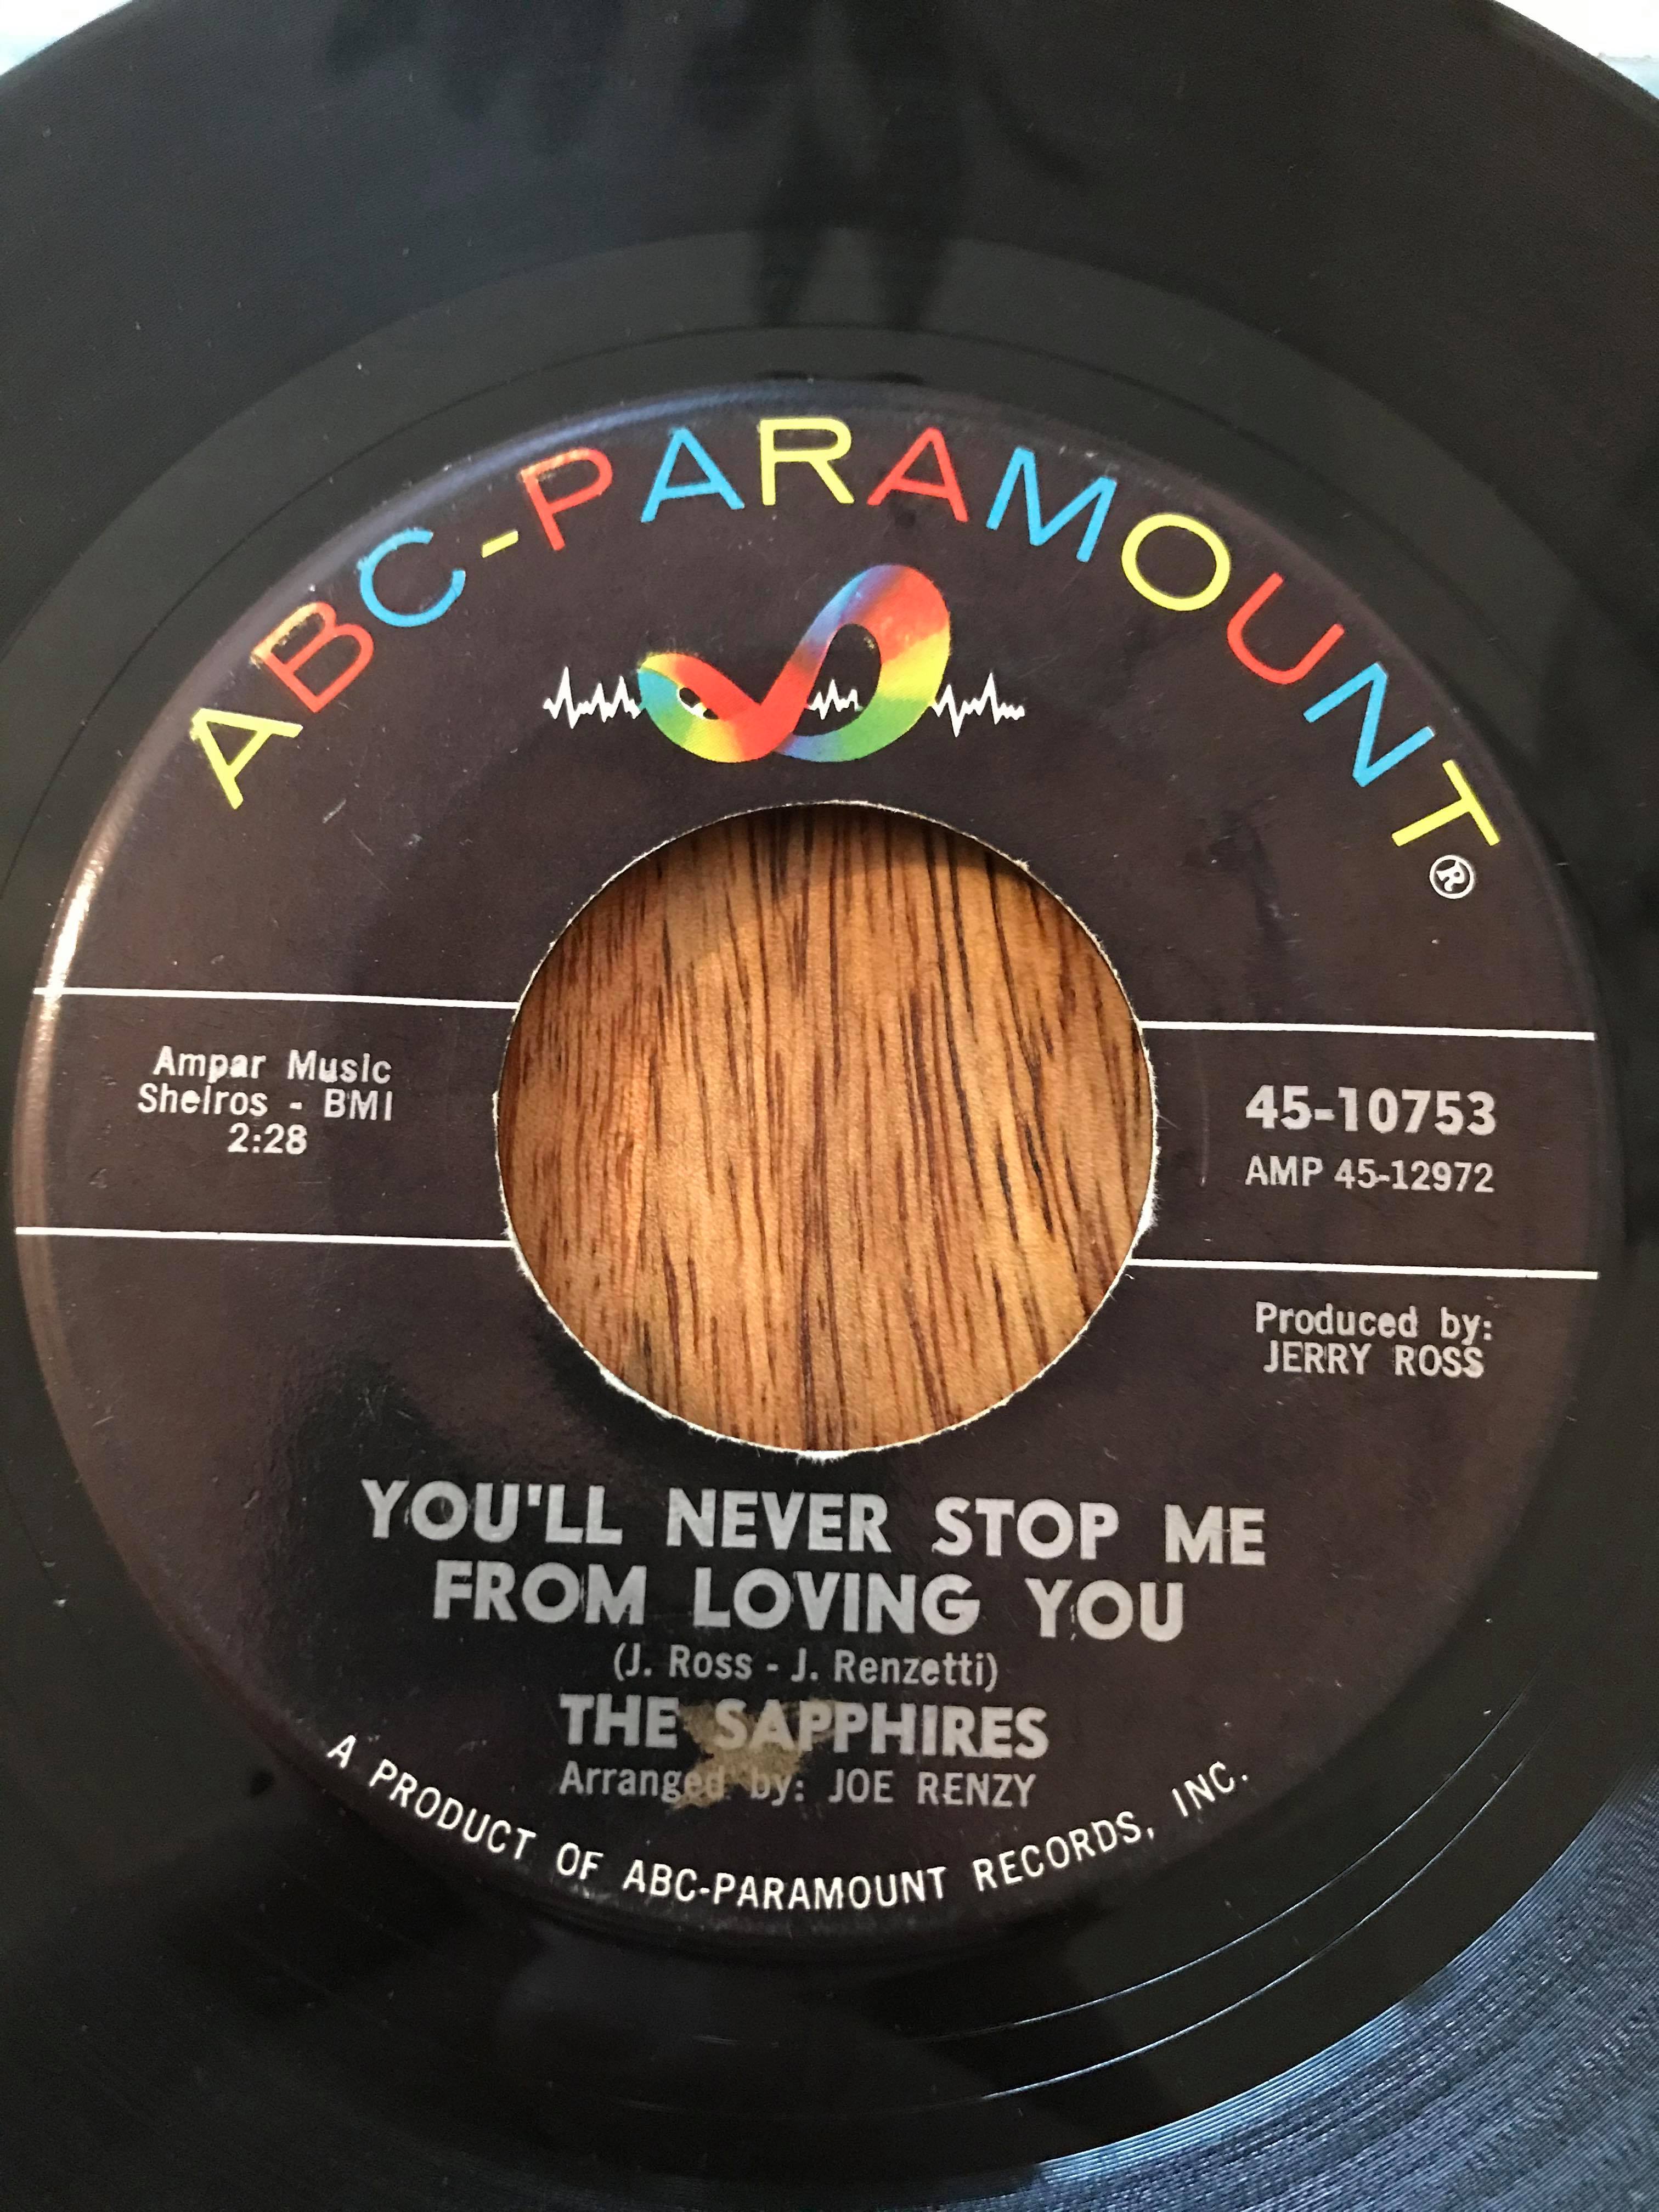 ABC-PARAMOUNT®
Ampar Music
Shelros - BMI
2:28
45-10753
AMP 45-12972
Produced by:
JERRY ROSS
YOU'LL NEVER STOP ME
FROM LOVING YOU
(J. Ross - J. Renzetti)
THE SAPPHIRES
Arranged by: JOE RENZY
A PRODUCT OF ABC-PARAMOUNT RECORDS, INC.